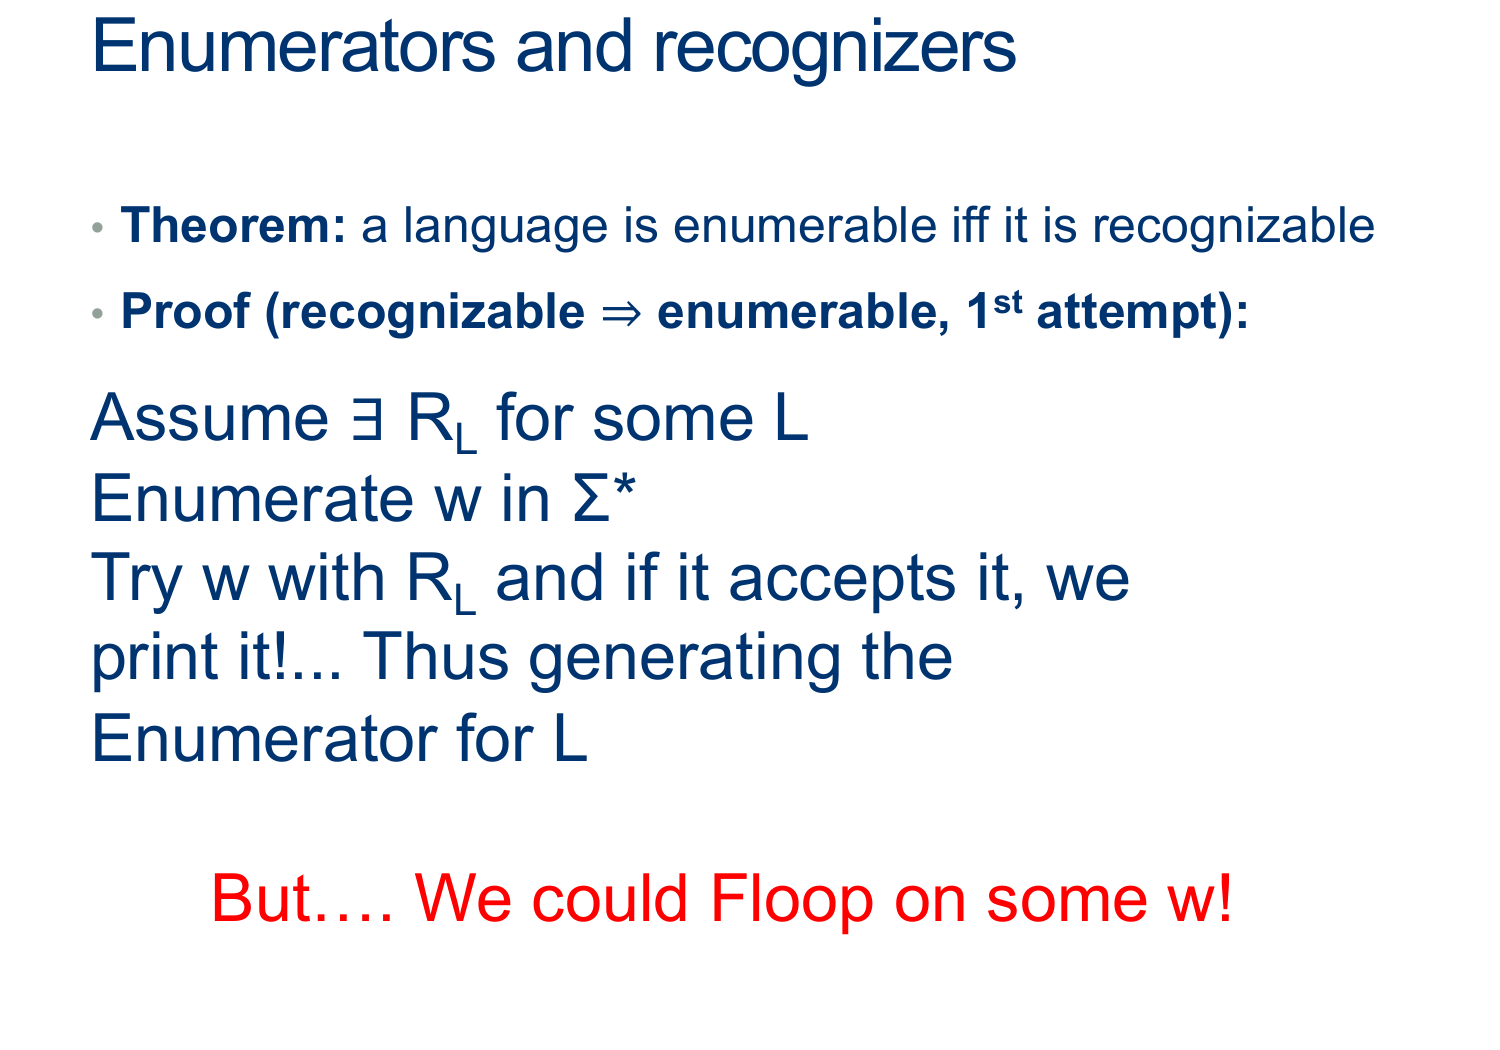 Enumerators and recognizers
• Theorem: a language is enumerable iff it is recognizable
• Proof (recognizable ⇒ enumerable, 1st attempt):
Assume ∃ RL for some L
Enumerate w in Σ*
Try w with RL and if it accepts it, we
print it!... Thus generating the
Enumerator for L
But…. We could Floop on some w!